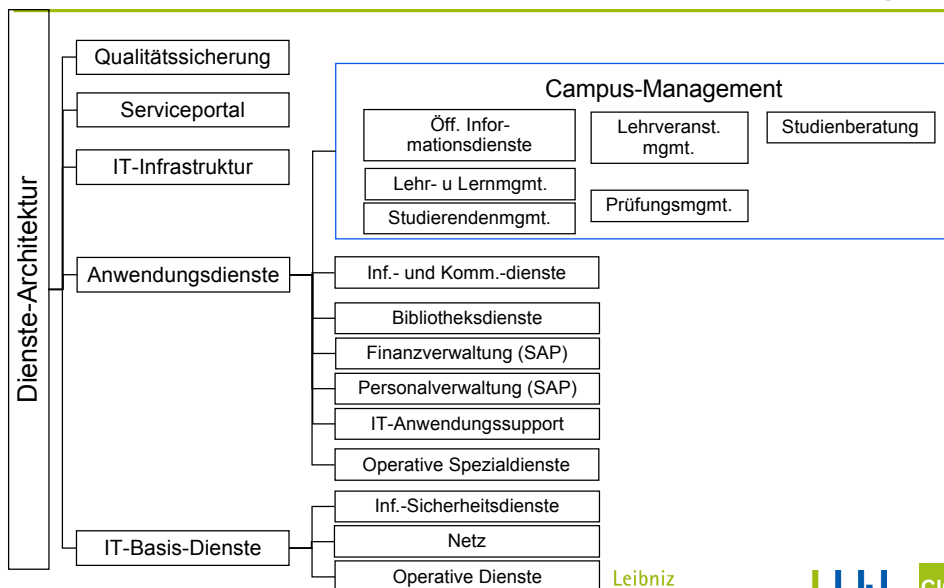 Dienste-Architektur
Qualitätssicherung
Serviceportal
IT-Infrastruktur
Anwendungsdienste
IT-Basis-Dienste
Campus-Management
Öff. Infor-
mationsdienste
Lehrveranst.
mgmt.
Studienberatung
Lehr- u Lernmgmt.
Studierendenmgmt.
Prüfungsmgmt.
Inf.- und Komm.-dienste
Bibliotheksdienste
Finanzverwaltung (SAP)
Personalverwaltung (SAP)
IT-Anwendungssupport
Operative Spezialdienste
Inf.-Sicherheitsdienste
Netz
Operative Dienste
Leibniz